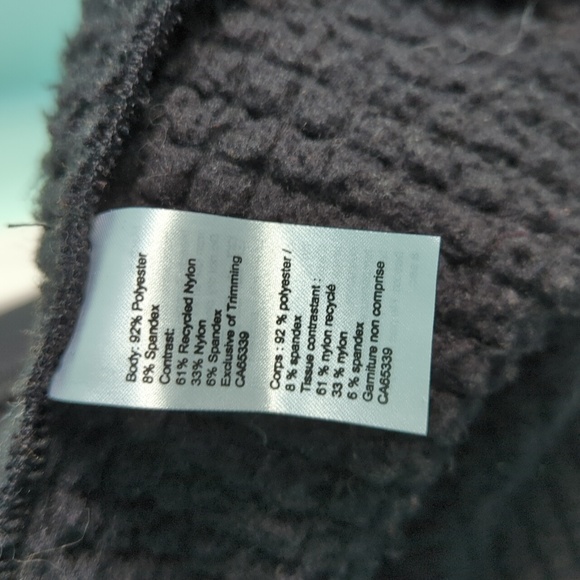 Body: 92% Polyester
8% Spandex
Contrast:
61% Recycled Nylon
33% Nylon
6% Spandex
Exclusive of Trimming
CA65339
Corps : 92 % polyester /
8 % spandex
Tissue contrastant :
61 % nylon recyclé
33 % nylon
6 % spandex
Garniture non comprise
CA65339